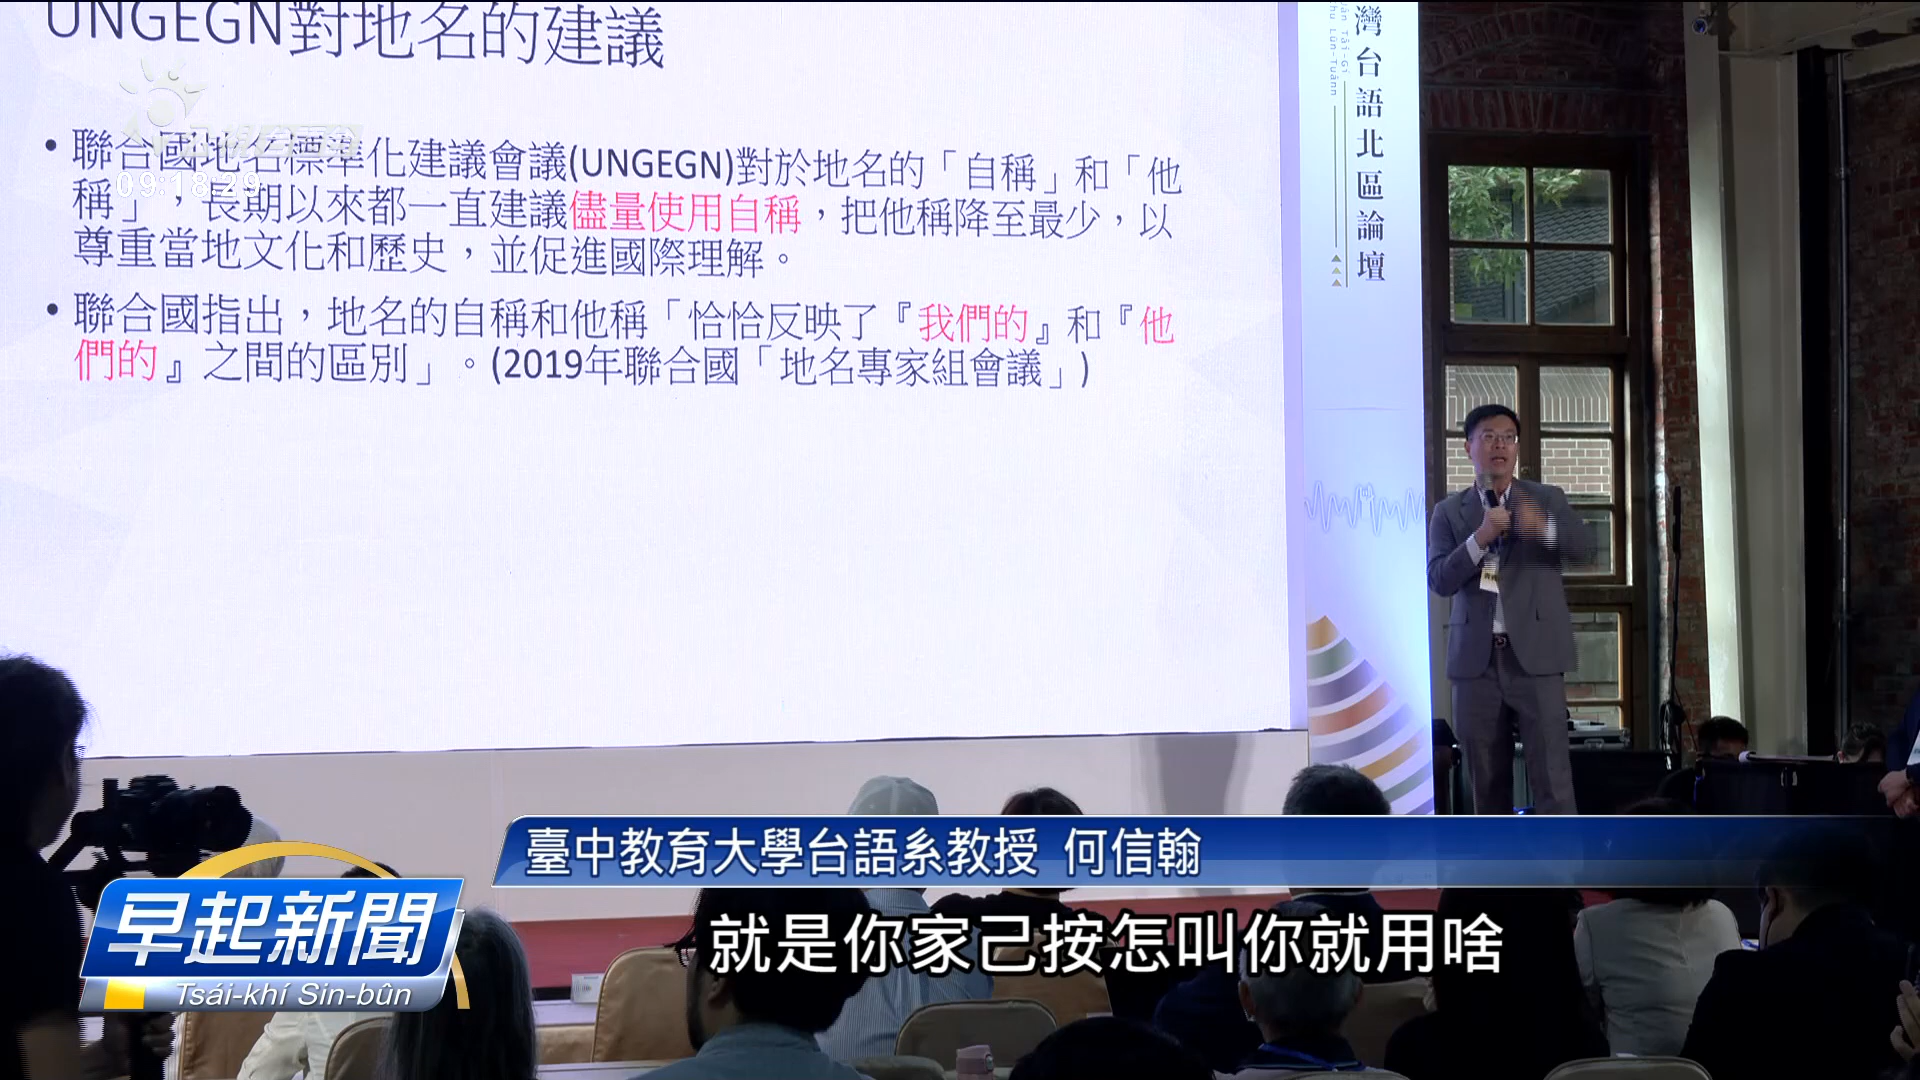 UNGEGN對地名的建議
• 聯合國地名標準化建議會議(UNGEGN)對於地名的「自稱」和「他
稱」，長期以來都一直建議儘量使用自稱，把他稱降至最少，以
尊重當地文化和歷史，並促進國際理解。
• 聯合國指出，地名的自稱和他稱「恰恰反映了『我們的』和『他
們的』之間的區別」。(2019年聯合國「地名專家組會議」)
09:18:29
灣台語北區論壇
臺中教育大學台語系教授 何信翰
早起新聞
Tsái-khí Sin-bûn
就是你家己按怎叫你就用啥